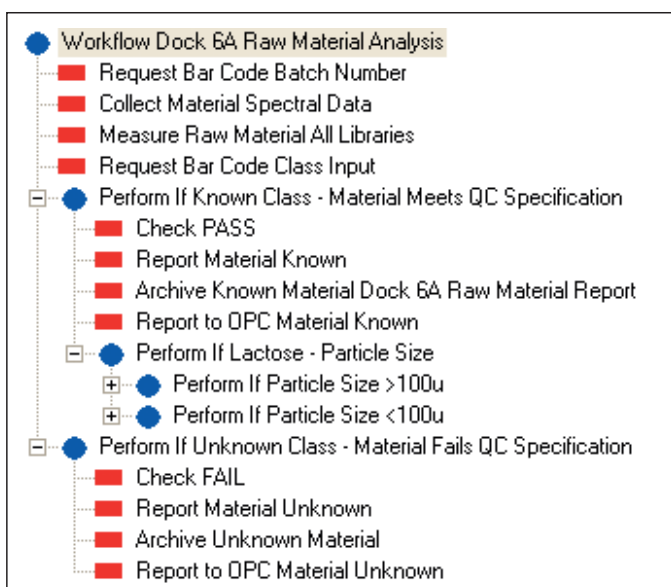 Workflow Dock 6A Raw Material Analysis
Request Bar Code Batch Number
Collect Material Spectral Data
Measure Raw Material All Libraries
Request Bar Code Class Input
Perform If Known Class - Material Meets QC Specification
Check PASS
Report Material Known
Archive Known Material Dock 6A Raw Material Report
Report to OPC Material Known
Perform If Lactose - Particle Size
Perform If Particle Size >100u
Perform If Particle Size <100u
Perform If Unknown Class - Material Fails QC Specification
Check FAIL
Report Material Unknown
Archive Unknown Material
Report to OPC Material Unknown